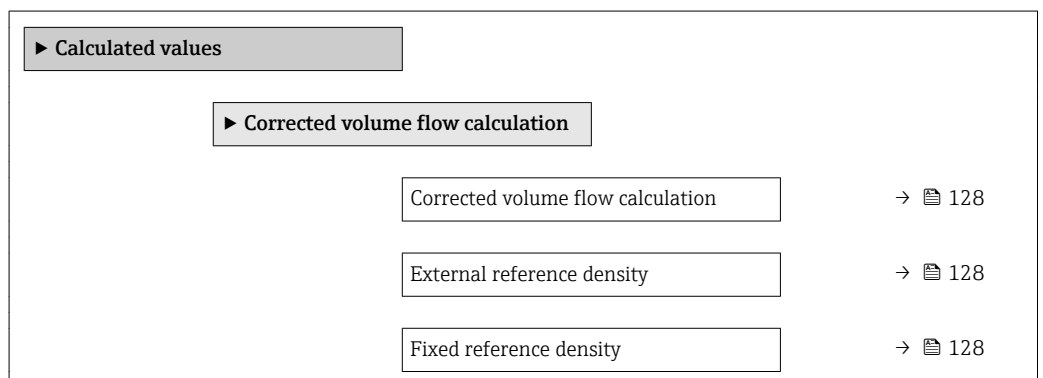 ▶ Calculated values
▶ Corrected volume flow calculation
Corrected volume flow calculation → 🖺 128
External reference density → 🖺 128
Fixed reference density → 🖺 128